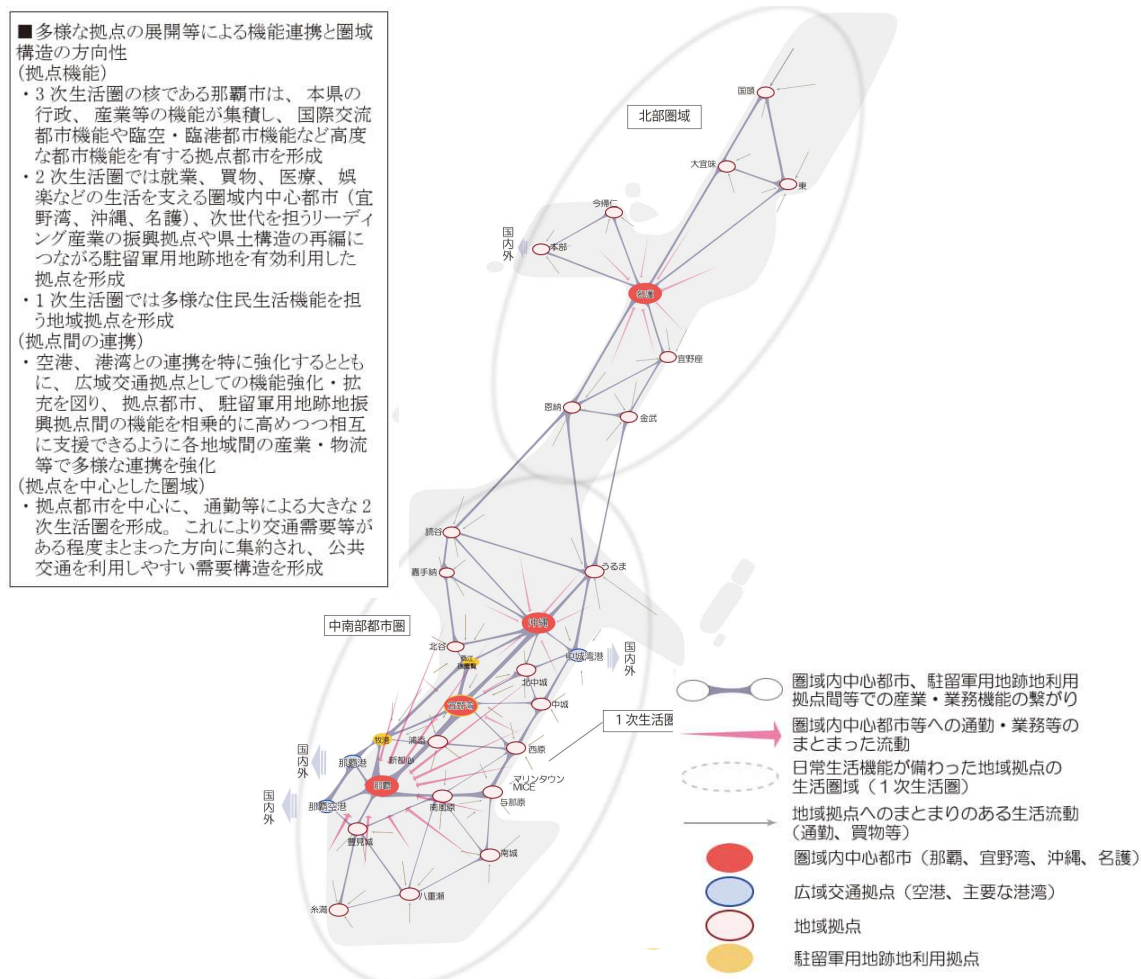 ■多様な拠点の展開等による機能連携と圏域
構造の方向性
(拠点機能)
・3次生活圏の核である那覇市は、本県の
行政、産業等の機能が集積し、国際交流
都市機能や臨空・臨港都市機能など高度
な都市機能を有する拠点都市を形成
・2次生活圏では就業、買物、医療、娯
楽などの生活を支える圏域内中心都市（宜
野湾、沖縄、名護）、次世代を担うリーディ
ング産業の振興拠点や県土構造の再編に
つながる駐留軍用地跡地を有効利用した
拠点を形成
・1次生活圏では多様な住民生活機能を担
う地域拠点を形成
(拠点間の連携)
・空港、港湾との連携を特に強化するととも
に、広域交通拠点としての機能強化・拡
充を図り、拠点都市、駐留軍用地跡地振
興拠点間の機能を相乗的に高めつつ相互
に支援できるように各地域間の産業・物流
等で多様な連携を強化
(拠点を中心とした圏域)
・拠点都市を中心に、通勤等による大きな2
次生活圏を形成。これにより交通需要等が
ある程度まとまった方向に集約され、公共
交通を利用しやすい需要構造を形成
北部圏域
国頭
大宜味
東
今帰仁
本部
国内外
名護
宜野座
恩納
金武
読谷
嘉手納
うるま
中南部都市圏
沖縄
北谷
中城湾港
国内外
北中城
宜野湾
中城
1次生活圏
牧港
浦添
西原
国内外
那覇港
新都心
マリンタウン
MICE
那覇
国内外
那覇空港
南風原
与那原
豊見城
南城
八重瀬
糸満
圏域内中心都市、駐留軍用地跡地利用
拠点間等での産業・業務機能の繋がり
圏域内中心都市等への通勤・業務等の
まとまった流動
日常生活機能が備わった地域拠点の
生活圏域（1次生活圏）
地域拠点へのまとまりのある生活流動
（通勤、買物等）
圏域内中心都市（那覇、宜野湾、沖縄、名護）
広域交通拠点（空港、主要な港湾）
地域拠点
駐留軍用地跡地利用拠点